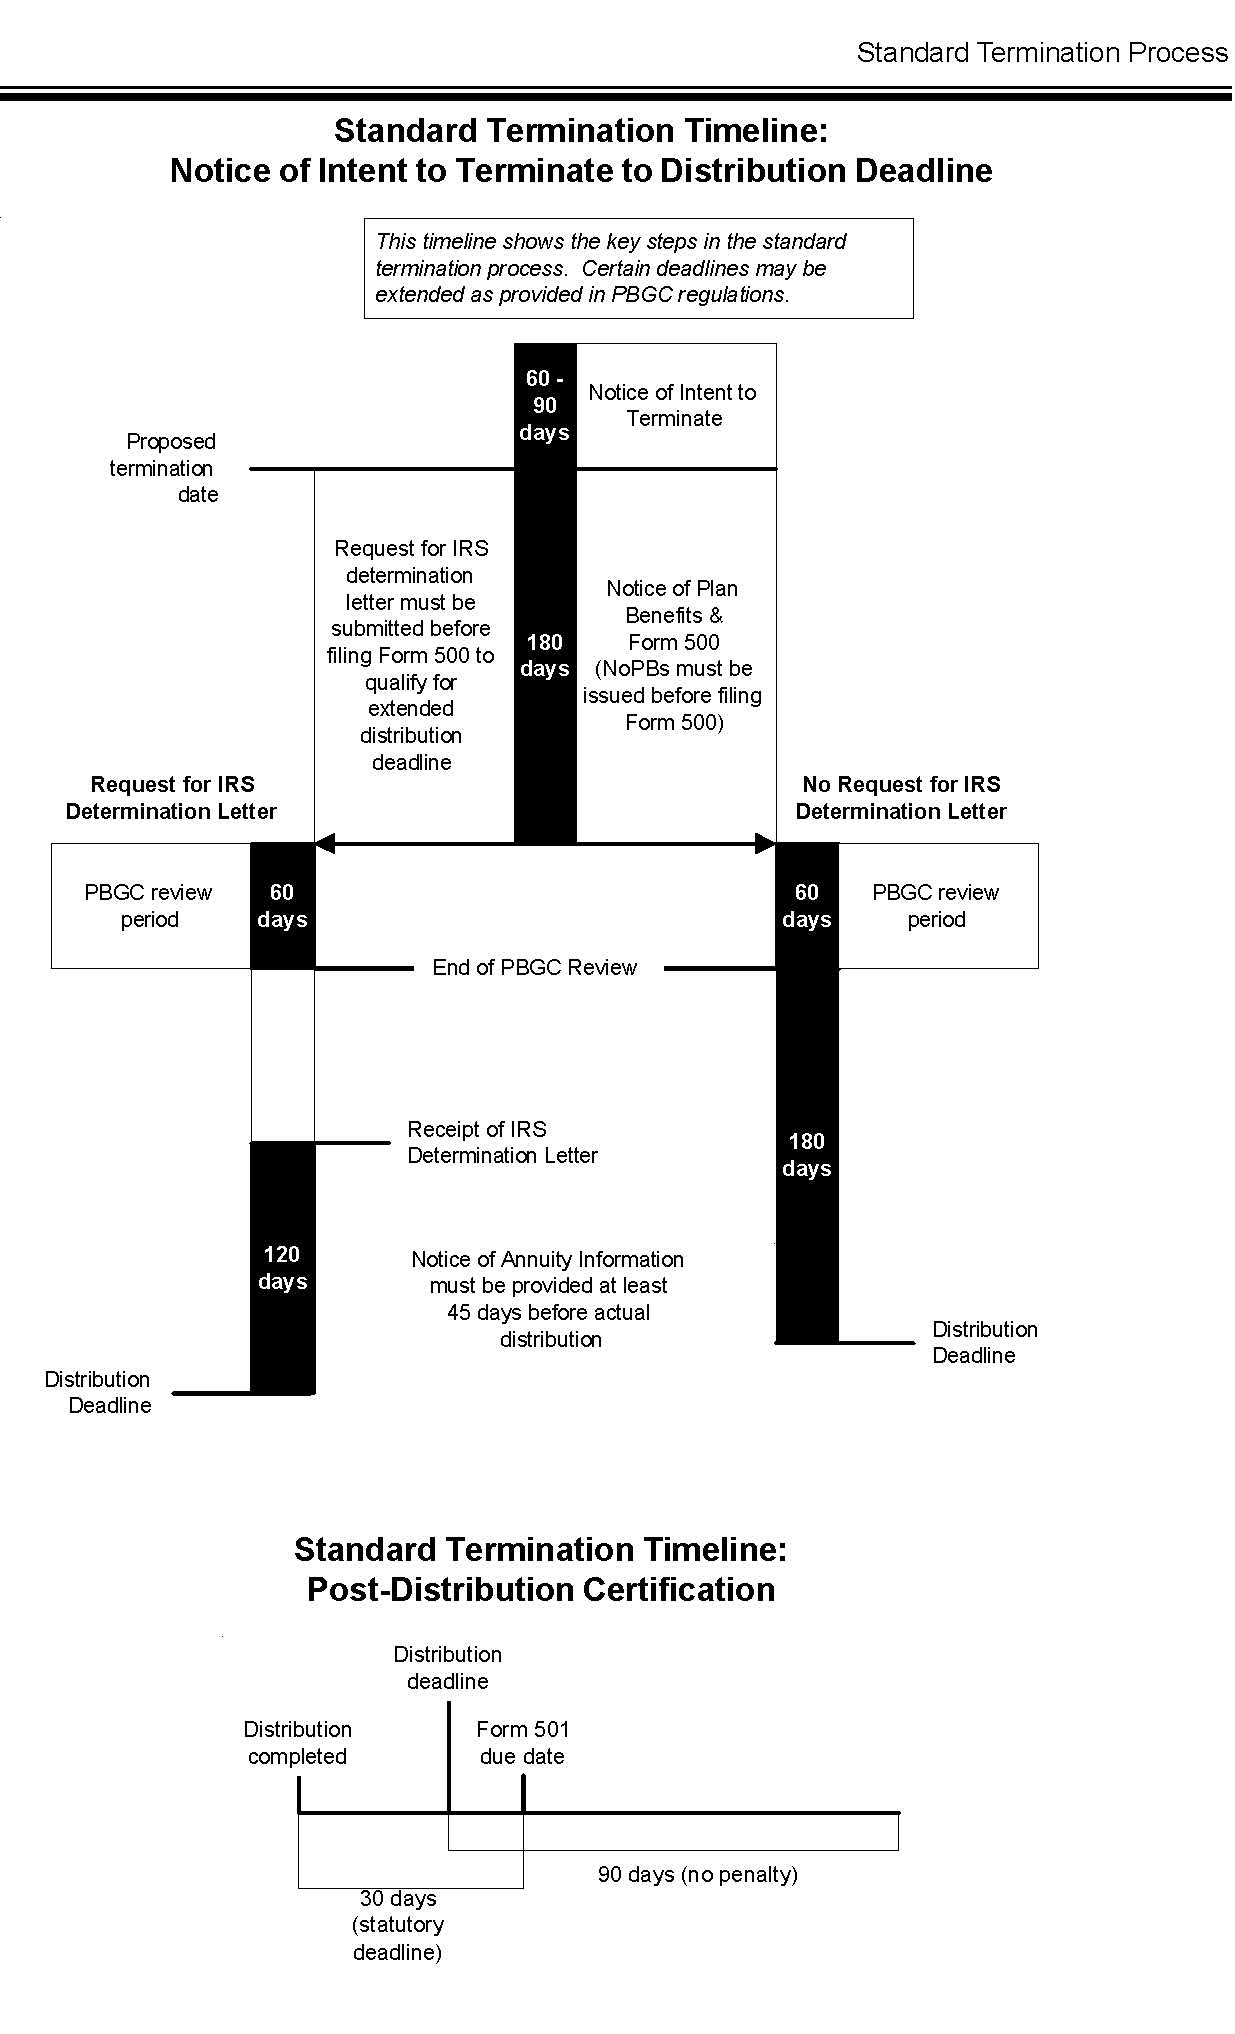 Standard Termination Process
Standard Termination Timeline:
Notice of Intent to Terminate to Distribution Deadline
This timeline shows the key steps in the standard
termination process.  Certain deadlines may be
extended as provided in PBGC regulations.
60 -
90
days
Notice of Intent to
Terminate
Proposed
termination
date
Request for IRS
determination
letter must be
submitted before
filing Form 500 to
qualify for
extended
distribution
deadline
180
days
Notice of Plan
Benefits &
Form 500
(NoPBs must be
issued before filing
Form 500)
Request for IRS
Determination Letter
No Request for IRS
Determination Letter
PBGC review
period
60
days
60
days
PBGC review
period
End of PBGC Review
Receipt of IRS
Determination Letter
180
days
120
days
Notice of Annuity Information
must be provided at least
45 days before actual
distribution
Distribution
Deadline
Distribution
Deadline
Standard Termination Timeline:
Post-Distribution Certification
Distribution
deadline
Distribution
completed
Form 501
due date
90 days (no penalty)
30 days
(statutory
deadline)